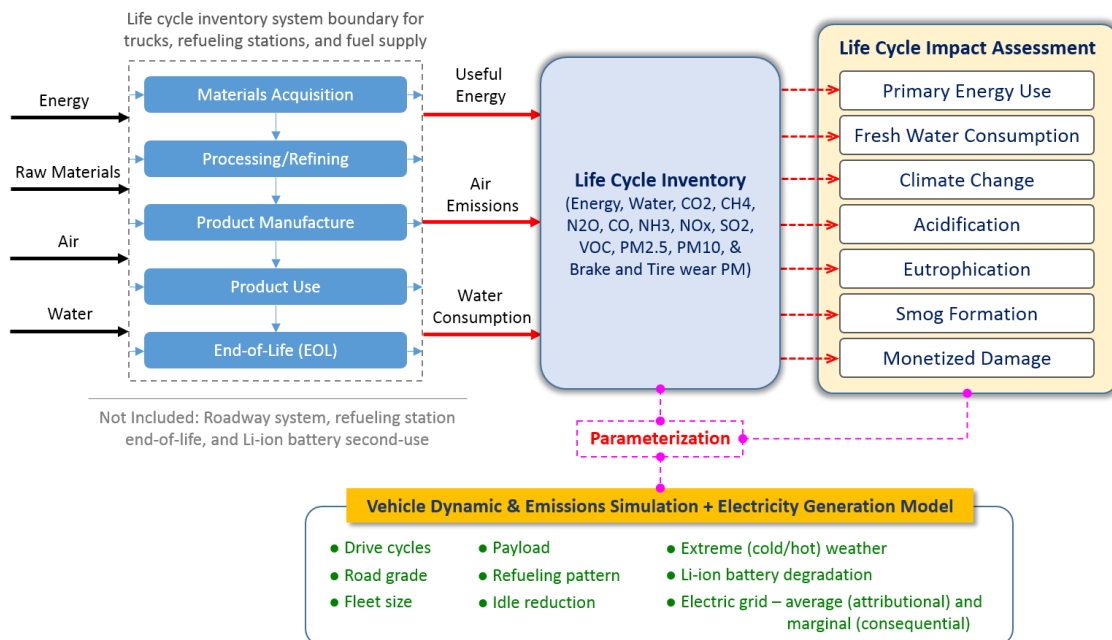 Life cycle inventory system boundary for
trucks, refueling stations, and fuel supply
Energy
Raw Materials
Air
Water
Materials Acquisition
Processing/Refining
Product Manufacture
Product Use
End-of-Life (EOL)
Not Included: Roadway system, refueling station
end-of-life, and Li-ion battery second-use
Useful
Energy
Air
Emissions
Water
Consumption
Life Cycle Inventory
(Energy, Water, CO2, CH4,
N2O, CO, NH3, NOx, SO2,
VOC, PM2.5, PM10, &
Brake and Tire wear PM)
Life Cycle Impact Assessment
Primary Energy Use
Fresh Water Consumption
Climate Change
Acidification
Eutrophication
Smog Formation
Monetized Damage
Parameterization
Vehicle Dynamic & Emissions Simulation + Electricity Generation Model
● Drive cycles
● Road grade
● Fleet size
● Payload
● Refueling pattern
● Idle reduction
● Extreme (cold/hot) weather
● Li-ion battery degradation
● Electric grid – average (attributional) and
marginal (consequential)